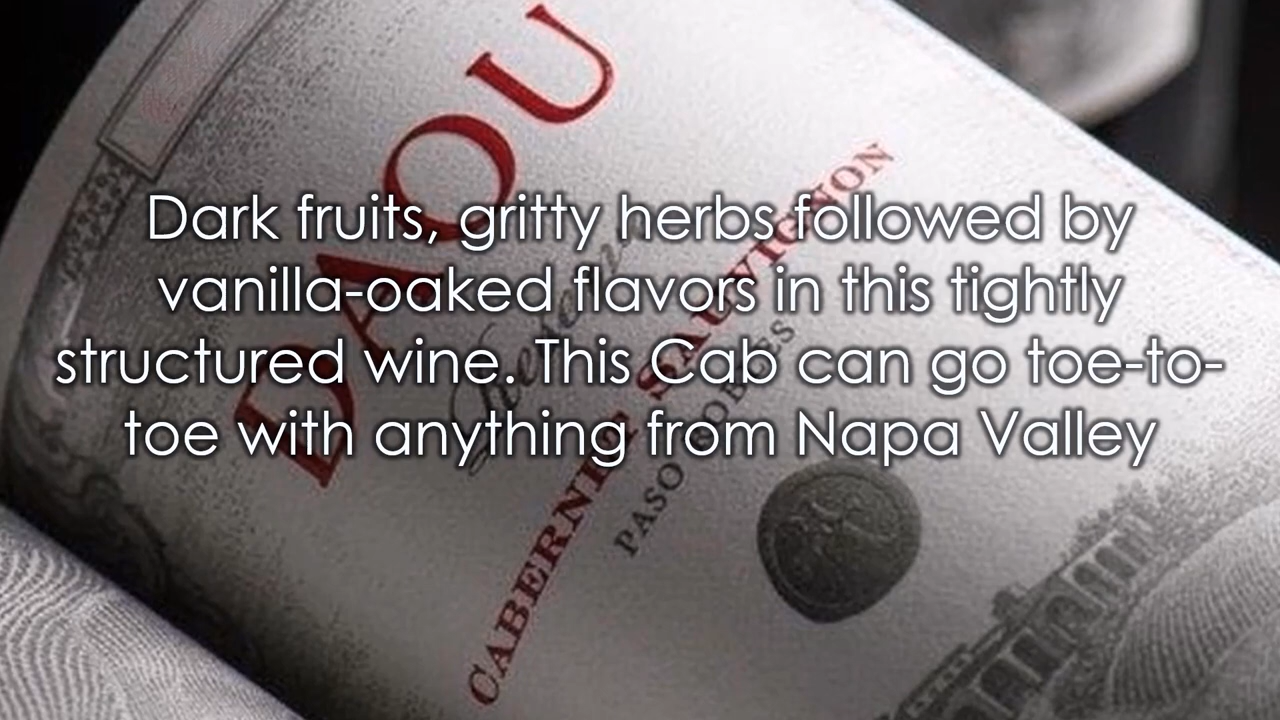 Dark fruits, gritty herbs followed by
vanilla-oaked flavors in this tightly
structured wine. This Cab can go toe-to-
toe with anything from Napa Valley
DAOU
Reserve
CABERNET SAUVIGNON
PASO ROBLES